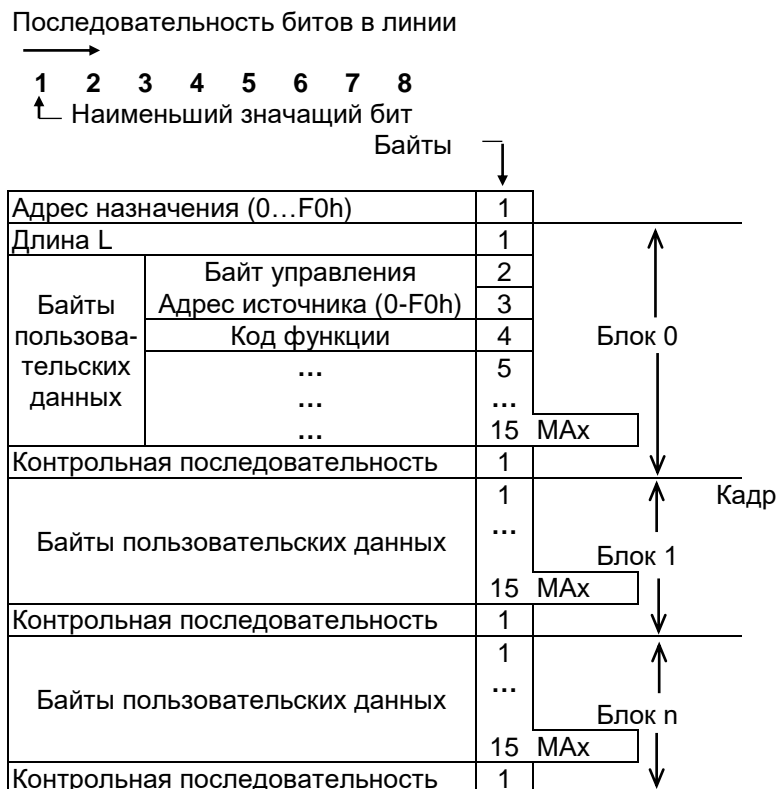 Последовательность битов в линии
1 2 3 4 5 6 7 8
Наименьший значащий бит
Байты
Адрес назначения (0…F0h) 1
Длина L 1
Байт управления 2
Байты Адрес источника (0-F0h) 3
пользова- Код функции 4 Блок 0
тельских … 5
данных … …
… 15 MAx
Контрольная последовательность 1
1 Кадр
…
Байты пользовательских данных
Блок 1
15 MAx
Контрольная последовательность 1
1
…
Байты пользовательских данных
Блок n
15 MAx
Контрольная последовательность 1